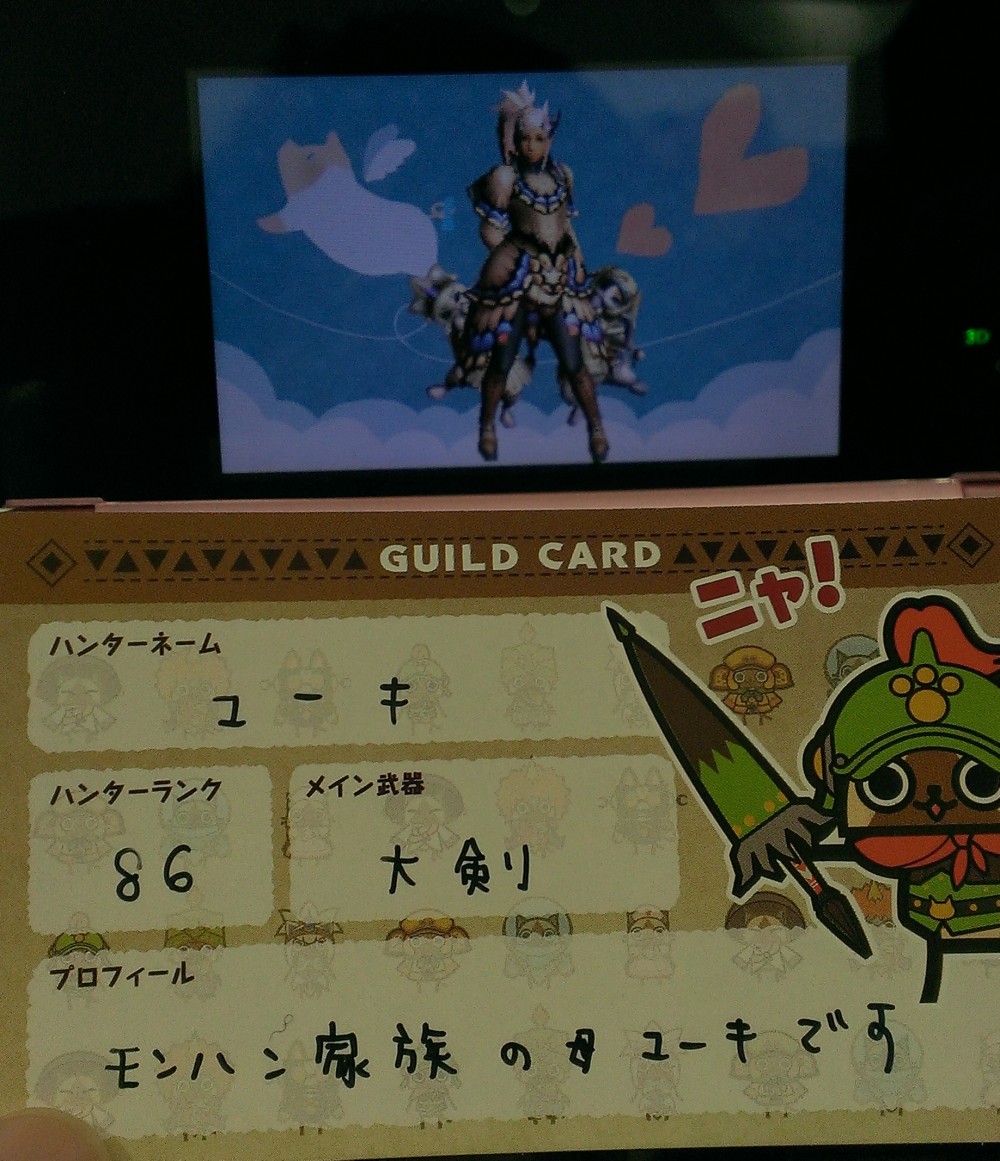 3D
GUILD CARD
ニャ!
ハンターネーム
ユーキ
ハンターランク
86
メイン武器
大剣
プロフィール
モンハン家族の母ユーキです